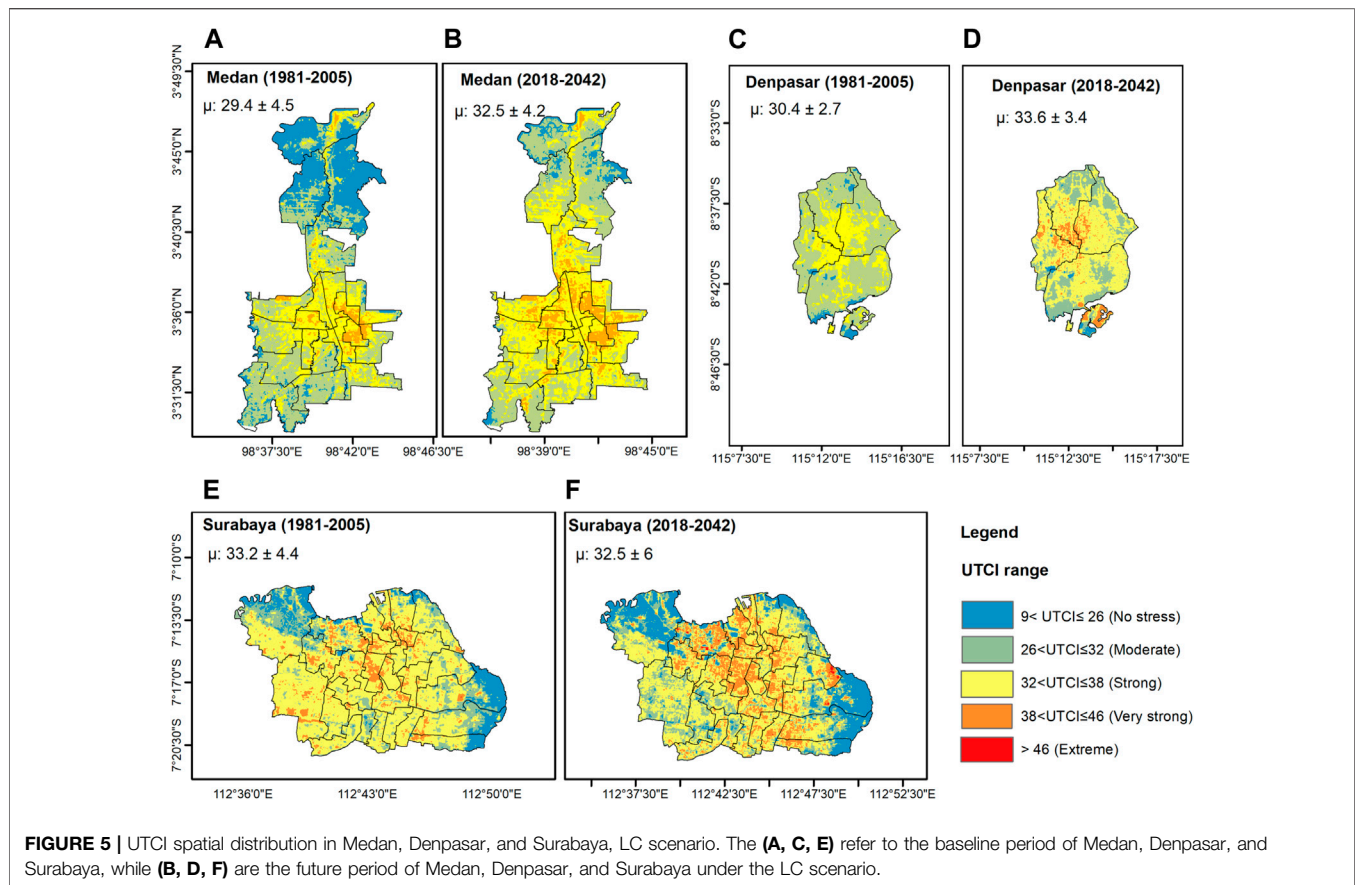 A
B
C
D
Medan (1981-2005)
μ: 29.4 ± 4.5
Medan (2018-2042)
μ: 32.5 ± 4.2
Denpasar (1981-2005)
μ: 30.4 ± 2.7
Denpasar (2018-2042)
μ: 33.6 ± 3.4
3°49'30"N
3°45'0"N
3°40'30"N
3°36'0"N
3°31'30"N
8°33'0"S
8°37'30"S
8°42'0"S
8°46'30"S
98°37'30"E
98°42'0"E
98°46'30"E
98°39'0"E
98°45'0"E
115°7'30"E
115°12'0"E
115°16'30"E
115°7'30"E
115°12'30"E
115°17'30"E
E
F
Surabaya (1981-2005)
μ: 33.2 ± 4.4
Surabaya (2018-2042)
μ: 32.5 ± 6
7°10'0"S
7°13'30"S
7°17'0"S
7°20'30"S
112°36'0"E
112°43'0"E
112°50'0"E
112°37'30"E
112°42'30"E
112°47'30"E
112°52'30"E
Legend
UTCI range
9< UTCI≤ 26 (No stress)
26<UTCI≤32 (Moderate)
32<UTCI≤38 (Strong)
38<UTCI≤46 (Very strong)
> 46 (Extreme)
FIGURE 5 | UTCI spatial distribution in Medan, Denpasar, and Surabaya, LC scenario. The (A, C, E) refer to the baseline period of Medan, Denpasar, and
Surabaya, while (B, D, F) are the future period of Medan, Denpasar, and Surabaya under the LC scenario.